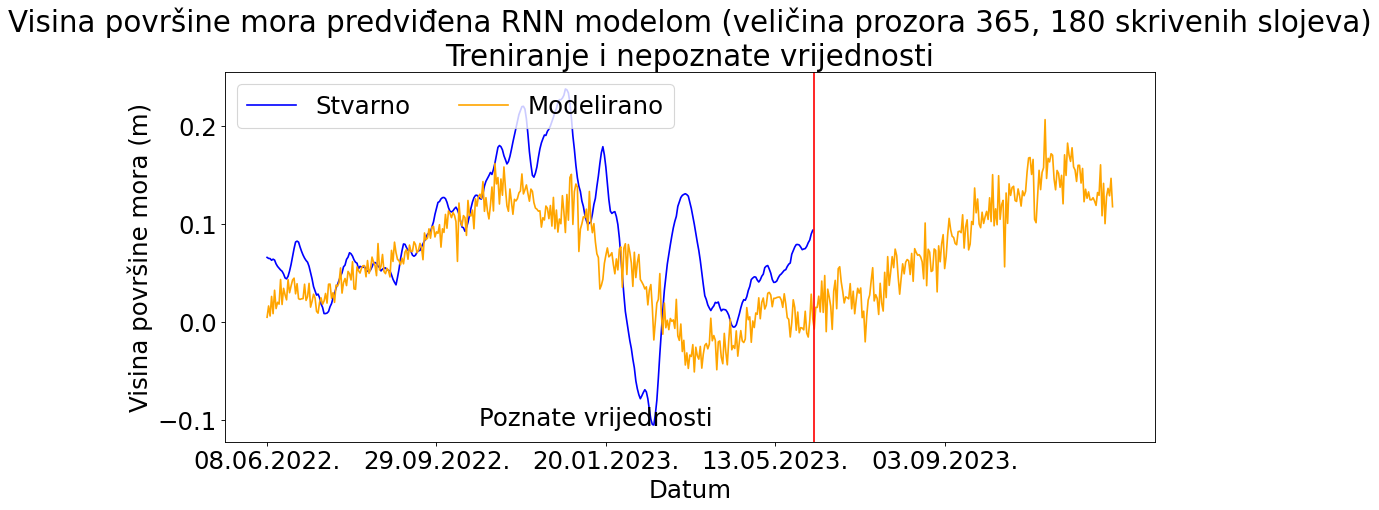 Visina površine mora predviđena RNN modelom (veličina prozora 365, 180 skrivenih slojeva)
Treniranje i nepoznate vrijednosti
Stvarno Modelirano
Visina površine mora (m)
0.2
0.1
0.0
−0.1
Poznate vrijednosti
08.06.2022. 29.09.2022. 20.01.2023. 13.05.2023. 03.09.2023.
Datum